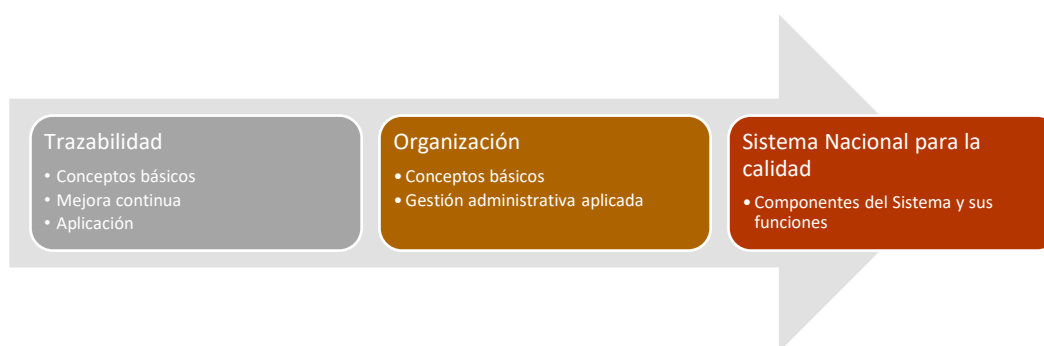 Trazabilidad
• Conceptos básicos
• Mejora continua
• Aplicación
Organización
• Conceptos básicos
• Gestión administrativa aplicada
Sistema Nacional para la
calidad
• Componentes del Sistema y sus
funciones